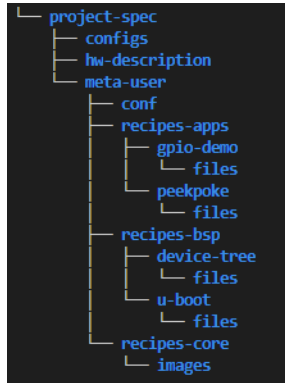 project-spec
configs
hw-description
meta-user
conf
recipes-apps
gpio-demo
files
peekpoke
files
recipes-bsp
device-tree
files
u-boot
files
recipes-core
images